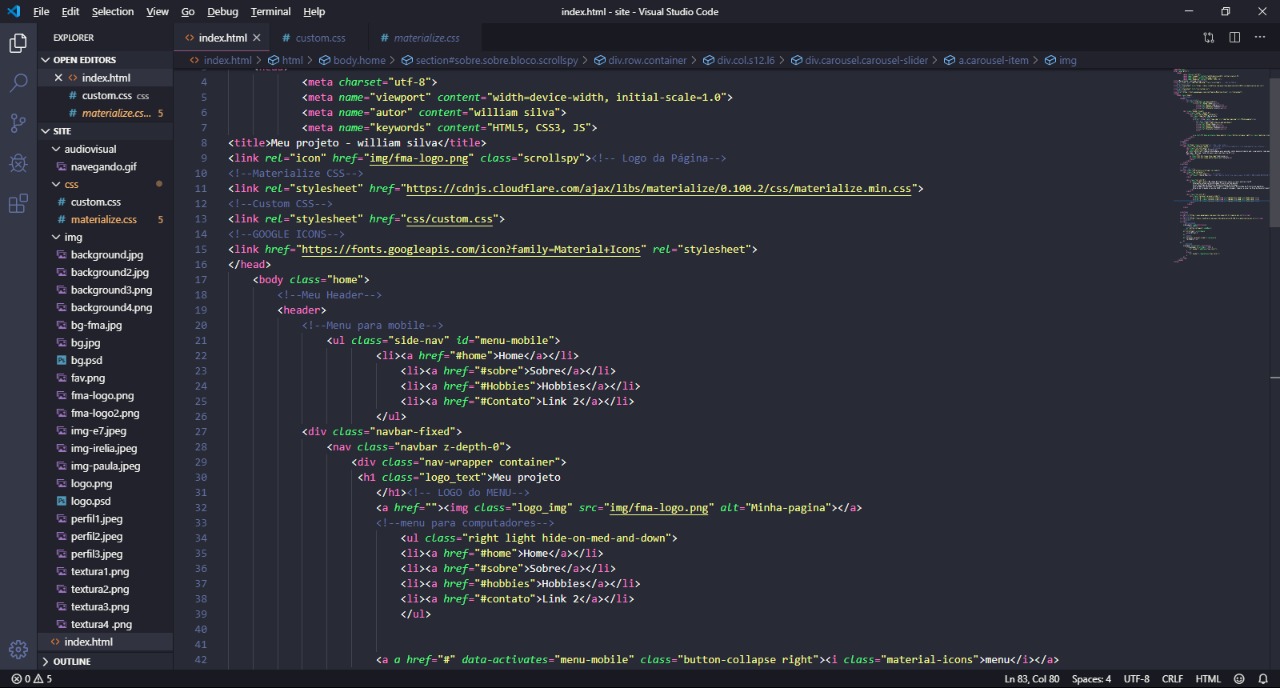 File Edit Selection View Go Debug Terminal Help
index.html - site - Visual Studio Code
EXPLORER
OPEN EDITORS
index.html
custom.css css
materialize.cs... 5
SITE
audiovisual
navegando.gif
css
custom.css
materialize.css 5
img
background.jpg
background2.jpg
background3.png
background4.png
bg-fma.jpg
bg.jpg
bg.psd
fav.png
fma-logo.png
fma-logo2.png
img-e7.jpeg
img-irelia.jpeg
img-paula.jpeg
logo.png
logo.psd
perfil1.jpeg
perfil2.jpeg
perfil3.jpeg
textura1.png
textura2.png
textura3.png
textura4 .png
index.html
OUTLINE
index.html custom.css materialize.css
index.html > html > body.home > section#sobre.sobre.bloco.scrollspy > div.row.container > div.col.s12.l6 > div.carousel.carousel-slider > a.carousel-item > img
4 <meta charset="utf-8">
5 <meta name="viewport" content="width=device-width, initial-scale=1.0">
6 <meta name="autor" content="william silva">
7 <meta name="keywords" content="HTML5, CSS3, JS">
8 <title>Meu projeto - william silva</title>
9 <link rel="icon" href="img/fma-logo.png" class="scrollspy"><!-- Logo da Página-->
10 <!--Materialize CSS-->
11 <link rel="stylesheet" href="https://cdnjs.cloudflare.com/ajax/libs/materialize/0.100.2/css/materialize.min.css">
12 <!--Custom CSS-->
13 <link rel="stylesheet" href="css/custom.css">
14 <!--GOOGLE ICONS-->
15 <link href="https://fonts.googleapis.com/icon?family=Material+Icons" rel="stylesheet">
16 </head>
17 <body class="home">
18 <!--Meu Header-->
19 <header>
20 <!--Menu para mobile-->
21 <ul class="side-nav" id="menu-mobile">
22 <li><a href="#home">Home</a></li>
23 <li><a href="#sobre">Sobre</a></li>
24 <li><a href="#Hobbies">Hobbies</a></li>
25 <li><a href="#Contato">Link 2</a></li>
26 </ul>
27 <div class="navbar-fixed">
28 <nav class="navbar z-depth-0">
29 <div class="nav-wrapper container">
30 <h1 class="logo_text">Meu projeto
31 </h1><!-- LOGO do MENU-->
32 <a href=""><img class="logo_img" src="img/fma-logo.png" alt="Minha-pagina"></a>
33 <!--menu para computadores-->
34 <ul class="right light hide-on-med-and-down">
35 <li><a href="#home">Home</a></li>
36 <li><a href="#sobre">Sobre</a></li>
37 <li><a href="#hobbies">Hobbies</a></li>
38 <li><a href="#contato">Link 2</a></li>
39 </ul>
40
41
42 <a a href="#" data-activates="menu-mobile" class="button-collapse right"><i class="material-icons">menu</i></a>
0 5
Ln 83, Col 80 Spaces: 4 UTF-8 CRLF HTML